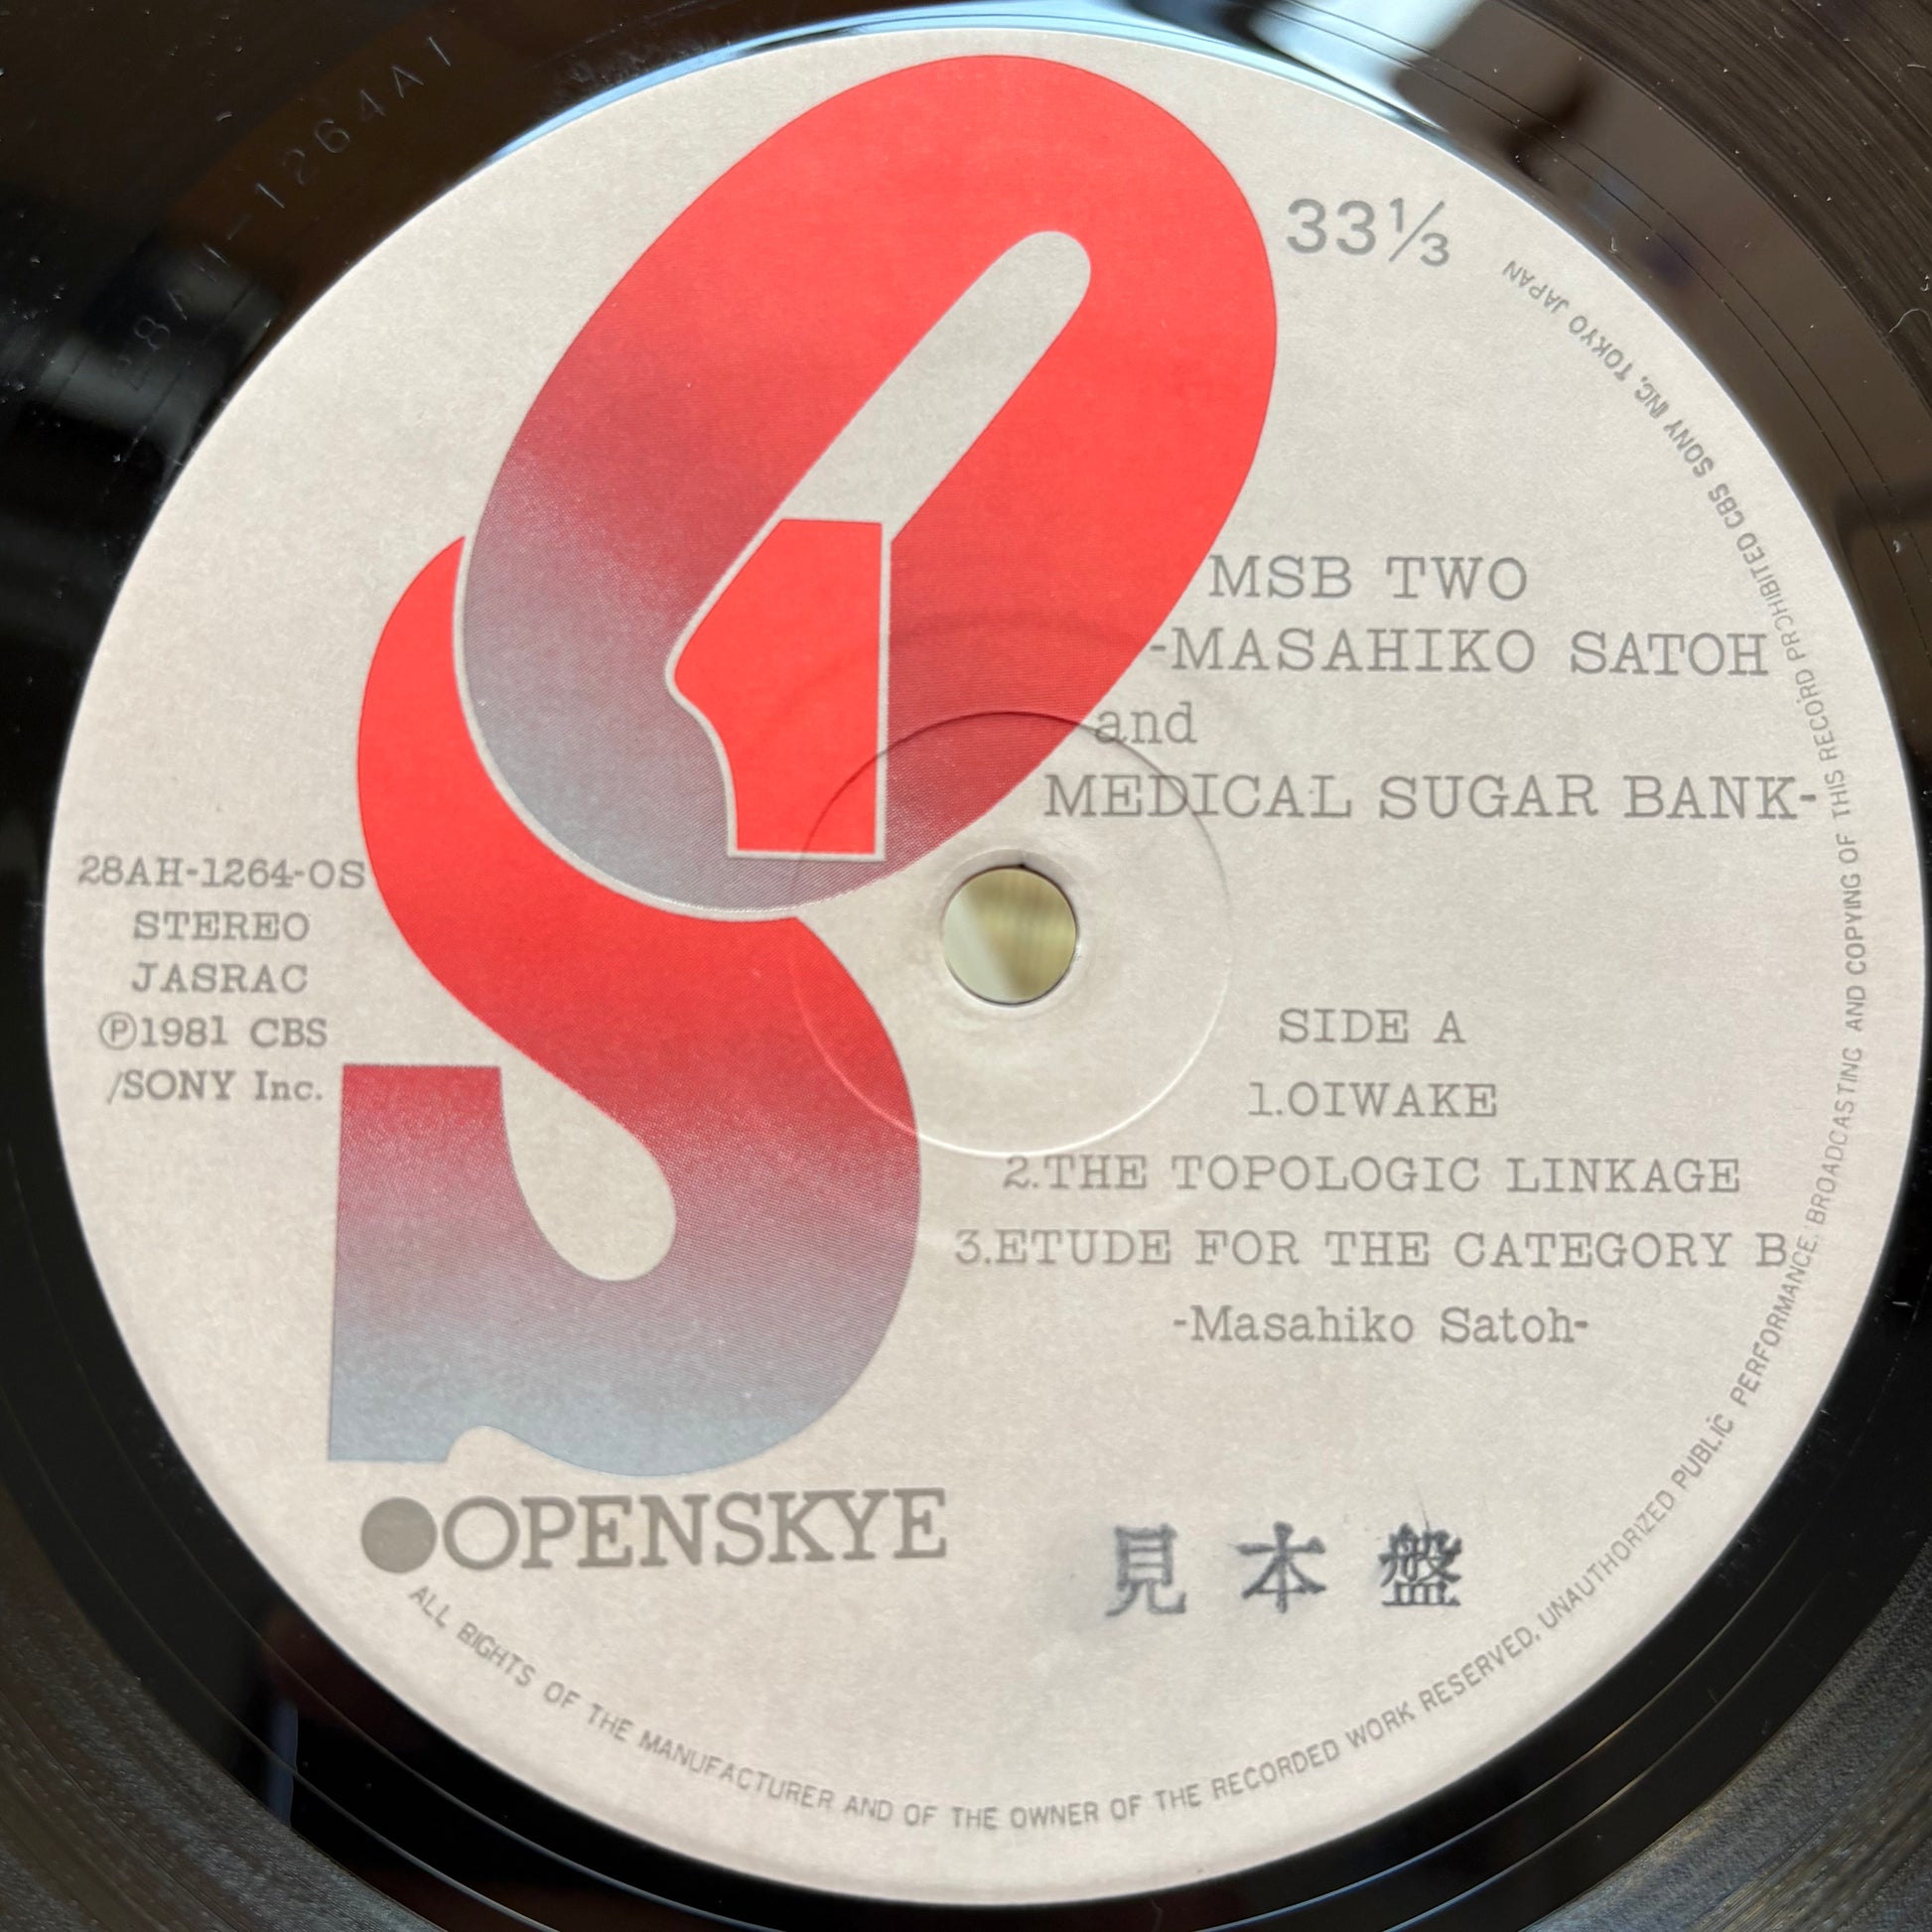 33⅓
MSB TWO
-MASAHIKO SATOH
and
MEDICAL SUGAR BANK-
28AH-1264-OS
STEREO
JASRAC
Ⓟ1981 CBS
/SONY Inc.
SIDE A
1.OIWAKE
2.THE TOPOLOGIC LINKAGE
3.ETUDE FOR THE CATEGORY B
-Masahiko Satoh-
OPENSKYE
見本盤
ALL RIGHTS OF THE MANUFACTURER AND OF THE OWNER OF THE RECORDED WORK RESERVED. UNAUTHORIZED PUBLIC PERFORMANCE. BROADCASTING AND COPYING OF THIS RECORD PROHIBITED CBS SONY INC, TOKYO JAPAN